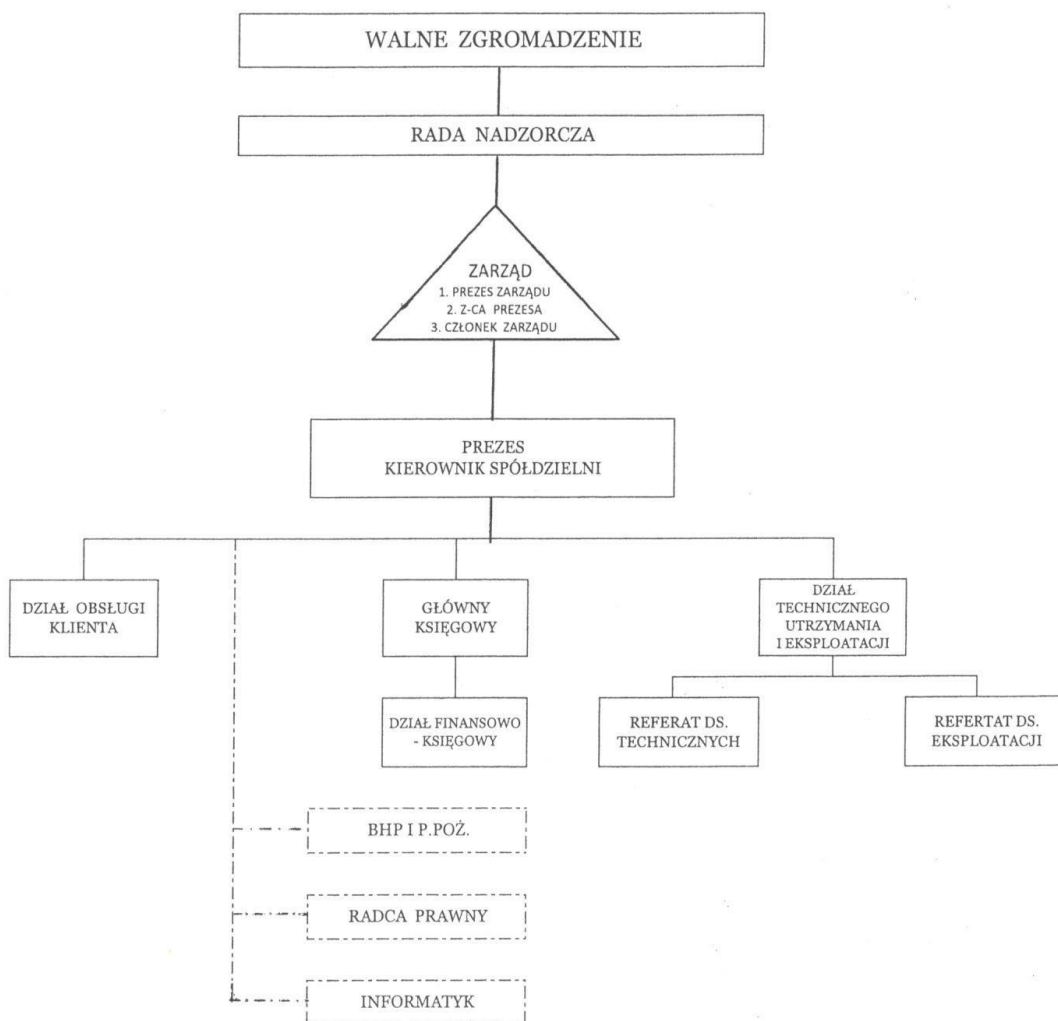 WALNE ZGROMADZENIE
RADA NADZORCZA
ZARZĄD
1. PREZES ZARZĄDU
2. Z-CA PREZESA
3. CZŁONEK ZARZĄDU
PREZES
KIEROWNIK SPÓŁDZIELNI
DZIAŁ OBSŁUGI
KLIENTA
GŁÓWNY
KSIĘGOWY
DZIAŁ
TECHNICZNEGO
UTRZYMANIA
I EKSPLOATACJI
DZIAŁ FINANSOWO
- KSIĘGOWY
REFERAT DS.
TECHNICZNYCH
REFERTAT DS.
EKSPLOATACJI
BHP I P.POŻ.
RADCA PRAWNY
INFORMATYK